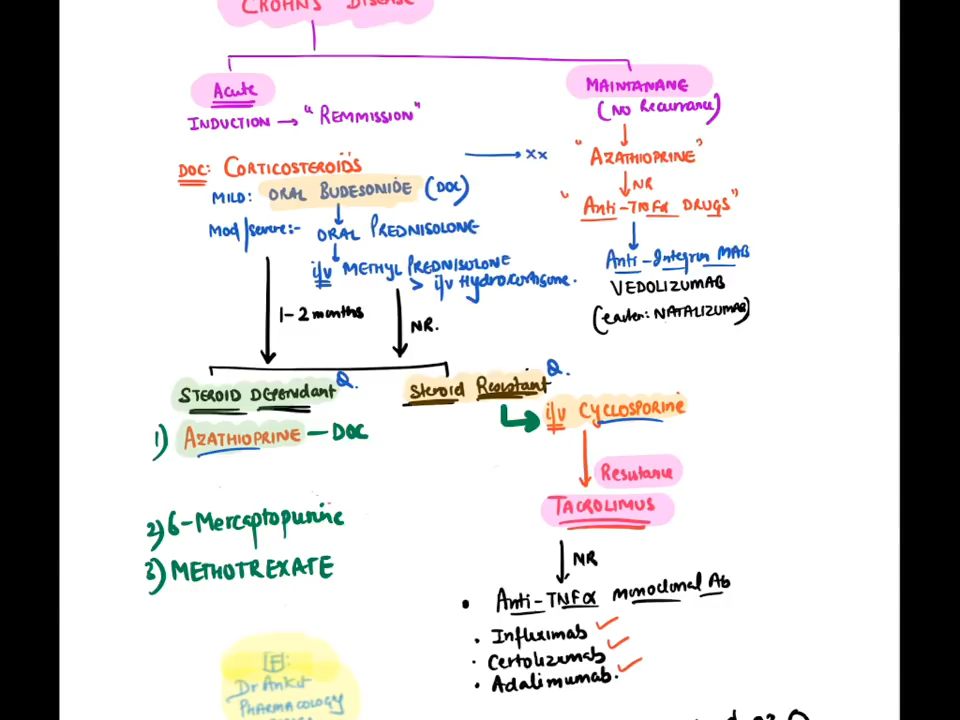 CROHN'S DISEASE
Acute
INDUCTION → "REMMISSION"
DOC: CORTICOSTEROIDS → xx
MILD: ORAL BUDESONIDE (DOC)
Mod/severe:- ORAL PREDNISOLONE
i/v METHYL PREDNISOLONE
> i/v Hydrocortisone.
1-2 months
NR.
MAINTANANE
(NO Recurrance)
"AZATHIOPRINE"
NR
"Anti-TNFα DRUGS"
Anti-Integrin MAB
VEDOLIZUMAB
(earlier: NATALIZUMAB)
STEROID DEPENDANT Q.
1) AZATHIOPRINE - DOC
2) 6-Mercaptopurine
3) METHOTREXATE
Steroid Resistant Q.
i/v CYCLOSPORINE
Resistance
TACROLIMUS
NR
• Anti-TNFα monoclonal Ab
• Infliximab ✓
• Certolizumab ✓
• Adalimumab. ✓
Dr Ankit
PHARMACOLOGY